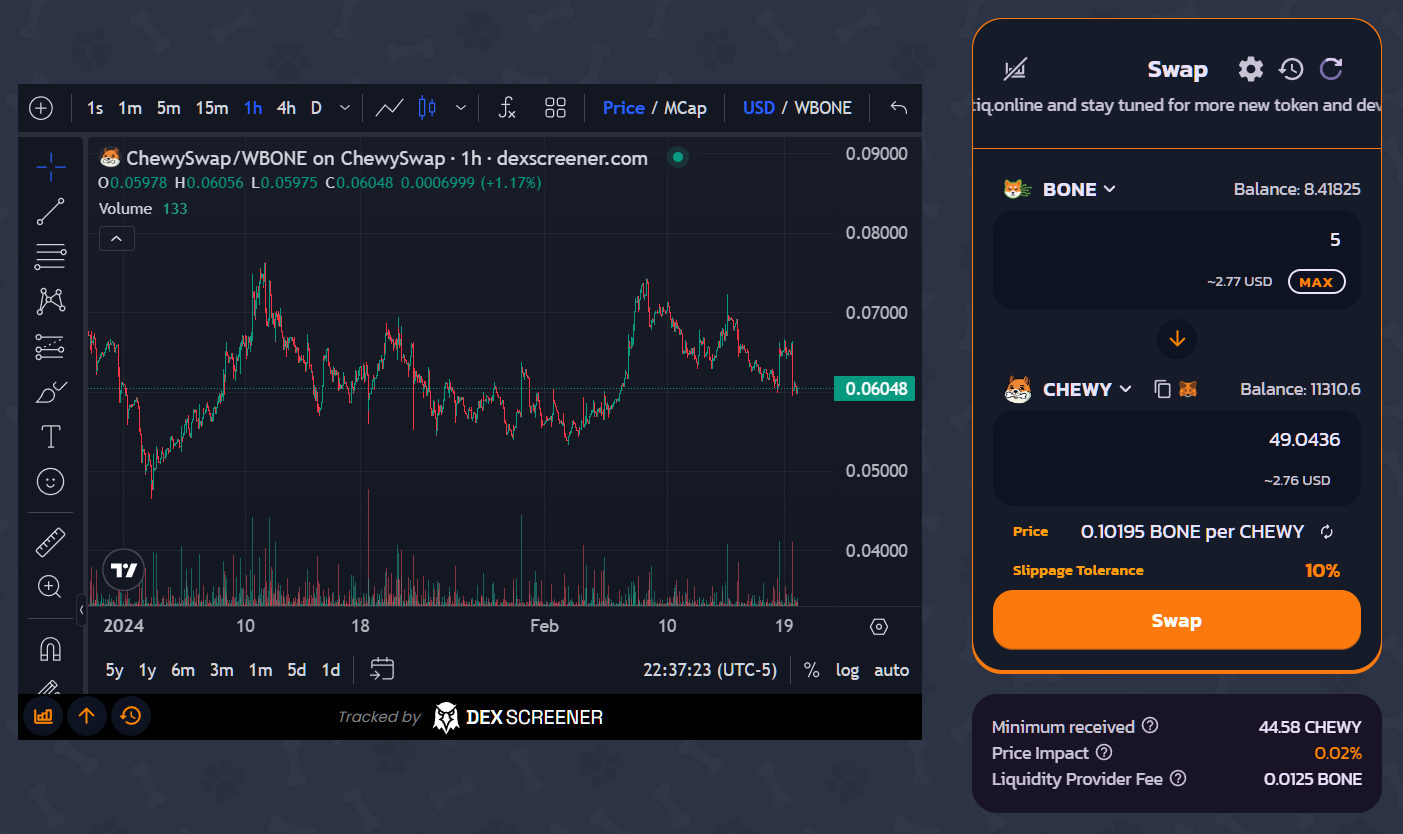 1s 1m 5m 15m 1h 4h D Price / MCap USD / WBONE
ChewySwap/WBONE on ChewySwap · 1h · dexscreener.com
O0.05978 H0.06056 L0.05975 C0.06048 0.0006999 (+1.17%)
Volume 133
0.09000
0.08000
0.07000
0.06048
0.05000
0.04000
2024 10 18 Feb 10 19
5y 1y 6m 3m 1m 5d 1d 22:37:23 (UTC-5) % log auto
Tracked by DEX SCREENER
Swap
.online and stay tuned for more new token and
BONE Balance: 8.41825
5
~2.77 USD MAX
CHEWY Balance: 11310.6
49.0436
~2.76 USD
Price 0.10195 BONE per CHEWY
Slippage Tolerance 10%
Swap
Minimum received 44.58 CHEWY
Price Impact 0.02%
Liquidity Provider Fee 0.0125 BONE